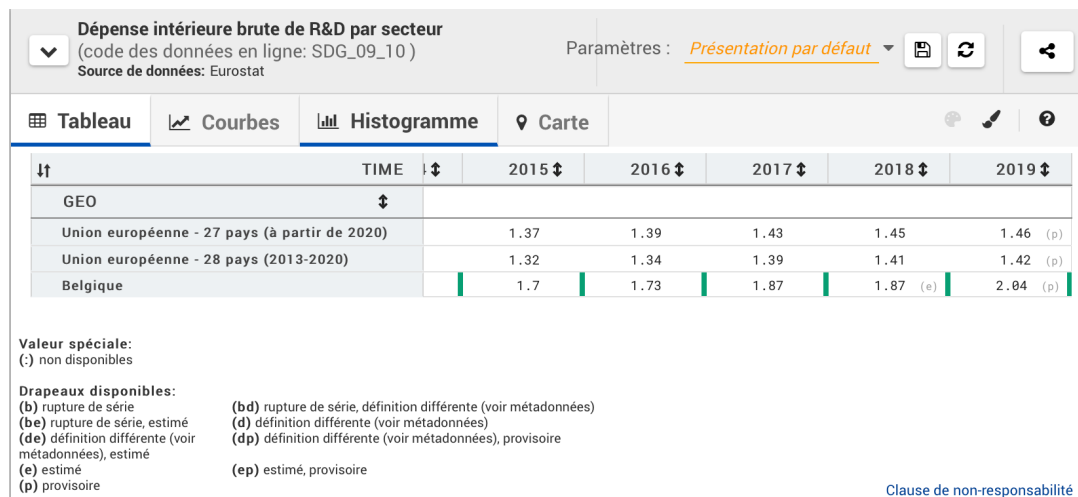 Dépense intérieure brute de R&D par secteur
(code des données en ligne: SDG_09_10 )
Source de données: Eurostat
Paramètres : Présentation par défaut
Tableau Courbes Histogramme Carte
TIME 2015 2016 2017 2018 2019
GEO
Union européenne - 27 pays (à partir de 2020) 1.37 1.39 1.43 1.45 1.46 (p)
Union européenne - 28 pays (2013-2020) 1.32 1.34 1.39 1.41 1.42 (p)
Belgique 1.7 1.73 1.87 1.87 (e) 2.04 (p)
Valeur spéciale:
(:) non disponibles
Drapeaux disponibles:
(b) rupture de série (bd) rupture de série, définition différente (voir métadonnées)
(be) rupture de série, estimé (d) définition différente (voir métadonnées)
(de) définition différente (voir (dp) définition différente (voir métadonnées), provisoire
métadonnées), estimé
(e) estimé (ep) estimé, provisoire
(p) provisoire
Clause de non-responsabilité